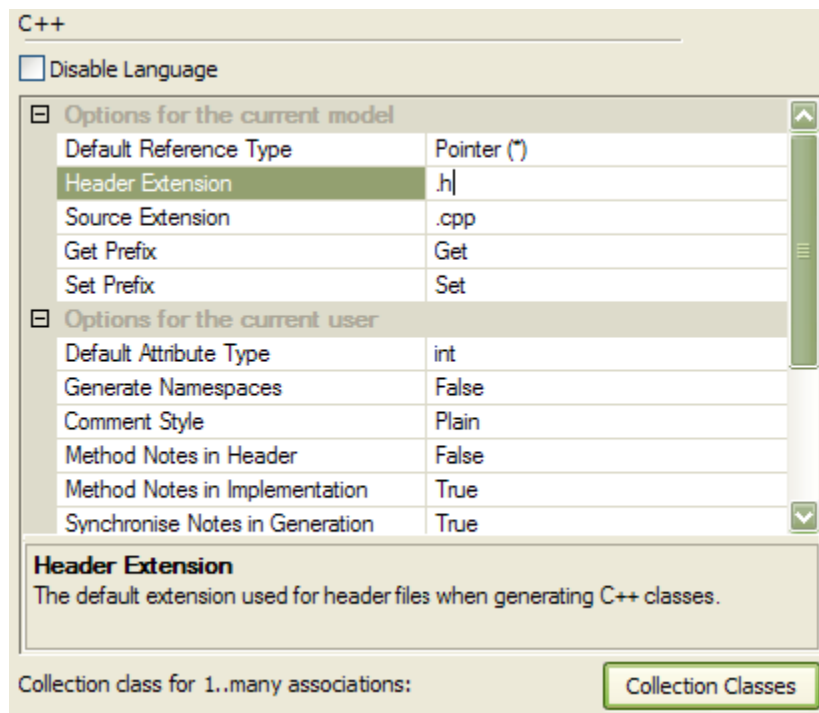 C++
Disable Language
Options for the current model
Default Reference Type Pointer (*)
Header Extension .h
Source Extension .cpp
Get Prefix Get
Set Prefix Set
Options for the current user
Default Attribute Type int
Generate Namespaces False
Comment Style Plain
Method Notes in Header False
Method Notes in Implementation True
Synchronise Notes in Generation True
Header Extension
The default extension used for header files when generating C++ classes.
Collection class for 1..many associations: Collection Classes